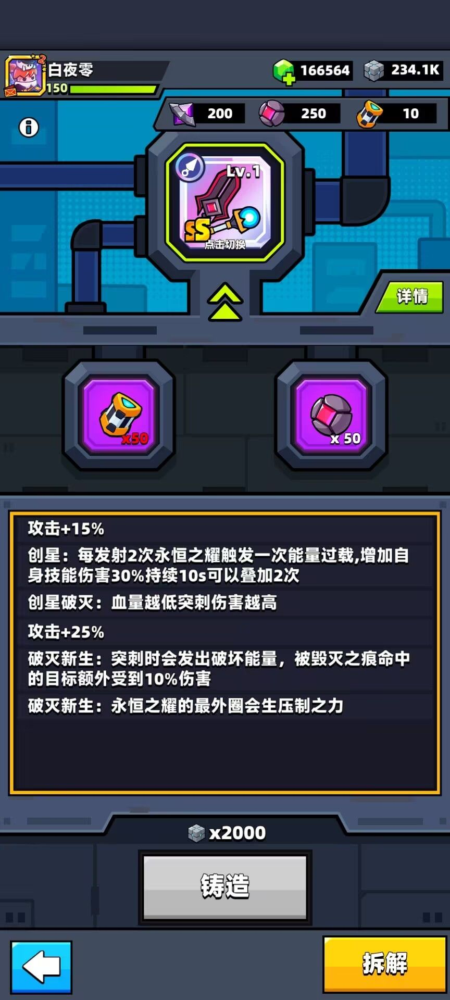 2
白夜零
150
166564
234.1K
200
250
10
Lv.1
SS
点击切换
详情
x50
x 50
攻击+15%
创星：每发射2次永恒之耀触发一次能量过载,增加自
身技能伤害30%持续10s可以叠加2次
创星破灭：血量越低突刺伤害越高
攻击+25%
破灭新生：突刺时会发出破坏能量，被毁灭之痕命中
的目标额外受到10%伤害
破灭新生：永恒之耀的最外圈会生压制之力
x2000
铸造
拆解